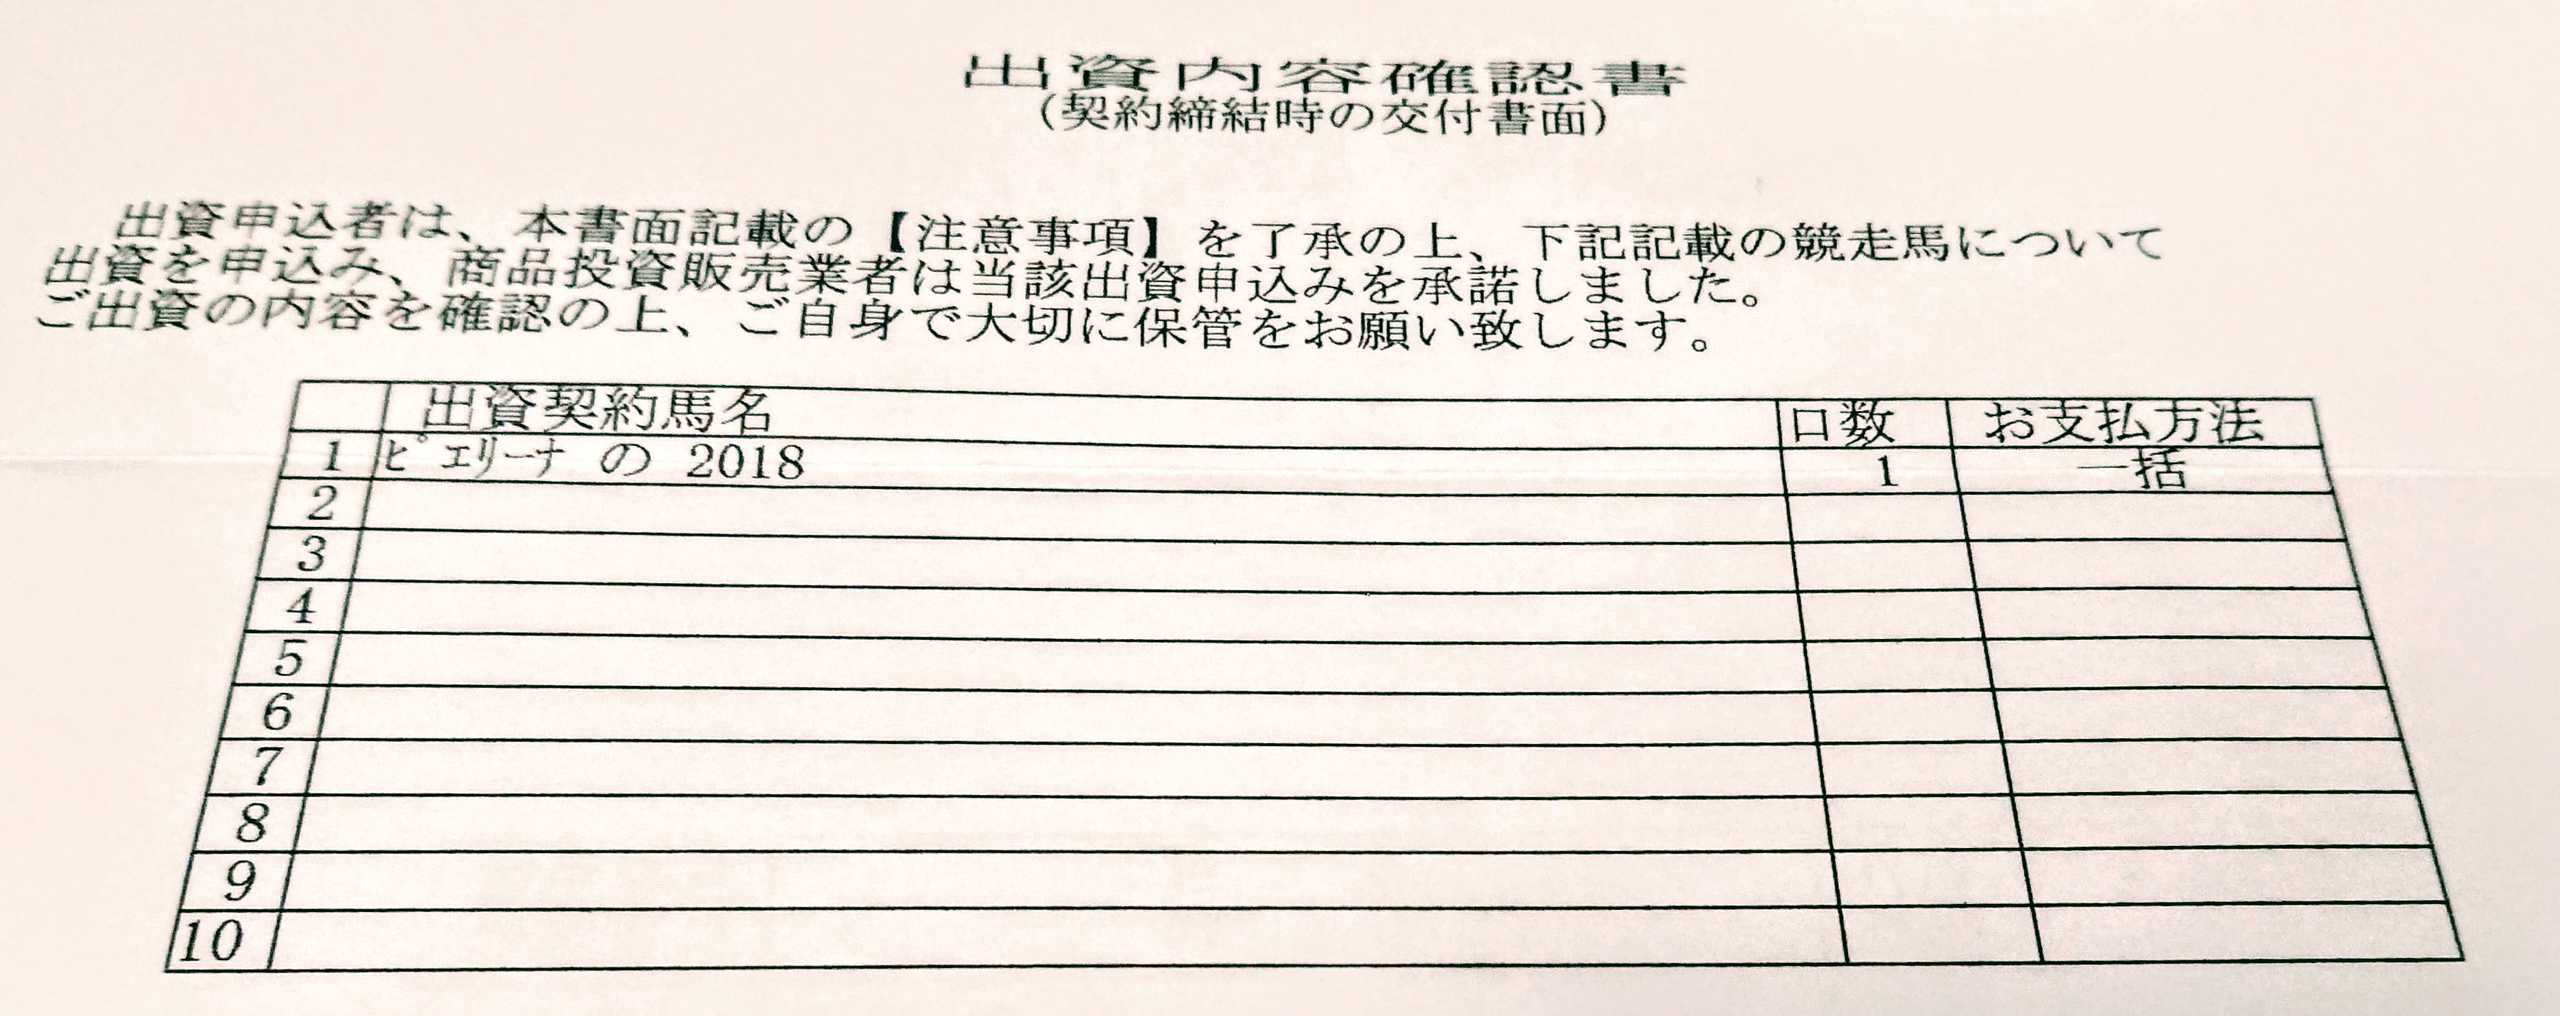 出資内容確認書
（契約締結時の交付書面）
出資申込者は、本書面記載の【注意事項】を了承の上、下記記載の競走馬について
出資を申込み、商品投資販売業者は当該出資申込みを承諾しました。
ご出資の内容を確認の上、ご自身で大切に保管をお願い致します。
出資契約馬名 口数 お支払方法
1 ﾋﾟｴﾘｰﾅ の 2018 1 一括
2
3
4
5
6
7
8
9
10